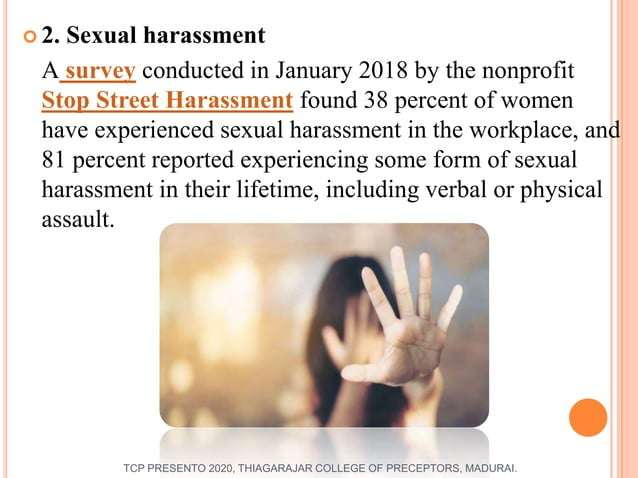 2. Sexual harassment
A survey conducted in January 2018 by the nonprofit
Stop Street Harassment found 38 percent of women
have experienced sexual harassment in the workplace, and
81 percent reported experiencing some form of sexual
harassment in their lifetime, including verbal or physical
assault.
TCP PRESENTO 2020, THIAGARAJAR COLLEGE OF PRECEPTORS, MADURAI.